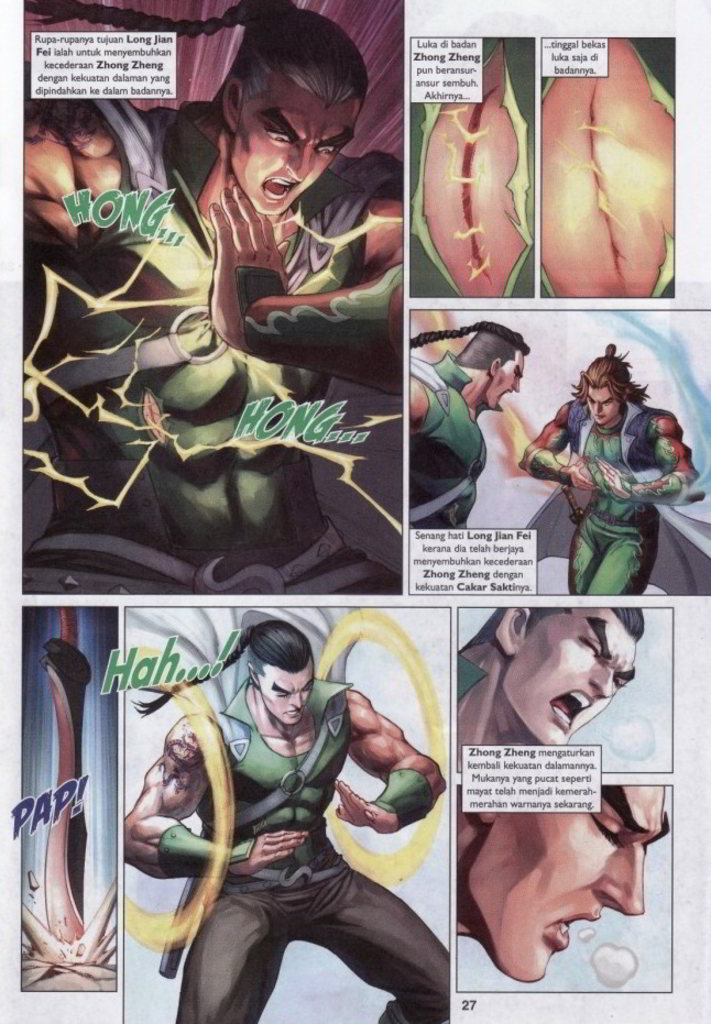 Rupa-rupanya tujuan Long Jian
Fei ialah untuk menyembuhkan
kecederaan Zhong Zheng
dengan kekuatan dalaman yang
dipindahkan ke dalam badannya.
HONG...
HONG...
Luka di badan
Zhong Zheng
pun beransur-
ansur sembuh.
Akhirnya...
...tinggal bekas
luka saja di
badannya.
Senang hati Long Jian Fei
kerana dia telah berjaya
menyembuhkan kecederaan
Zhong Zheng dengan
kekuatan Cakar Saktinya.
PAP!
Hah...!
Zhong Zheng mengaturkan
kembali kekuatan dalamannya.
Mukanya yang pucat seperti
mayat telah menjadi kemerah-
merahan warnanya sekarang.
27